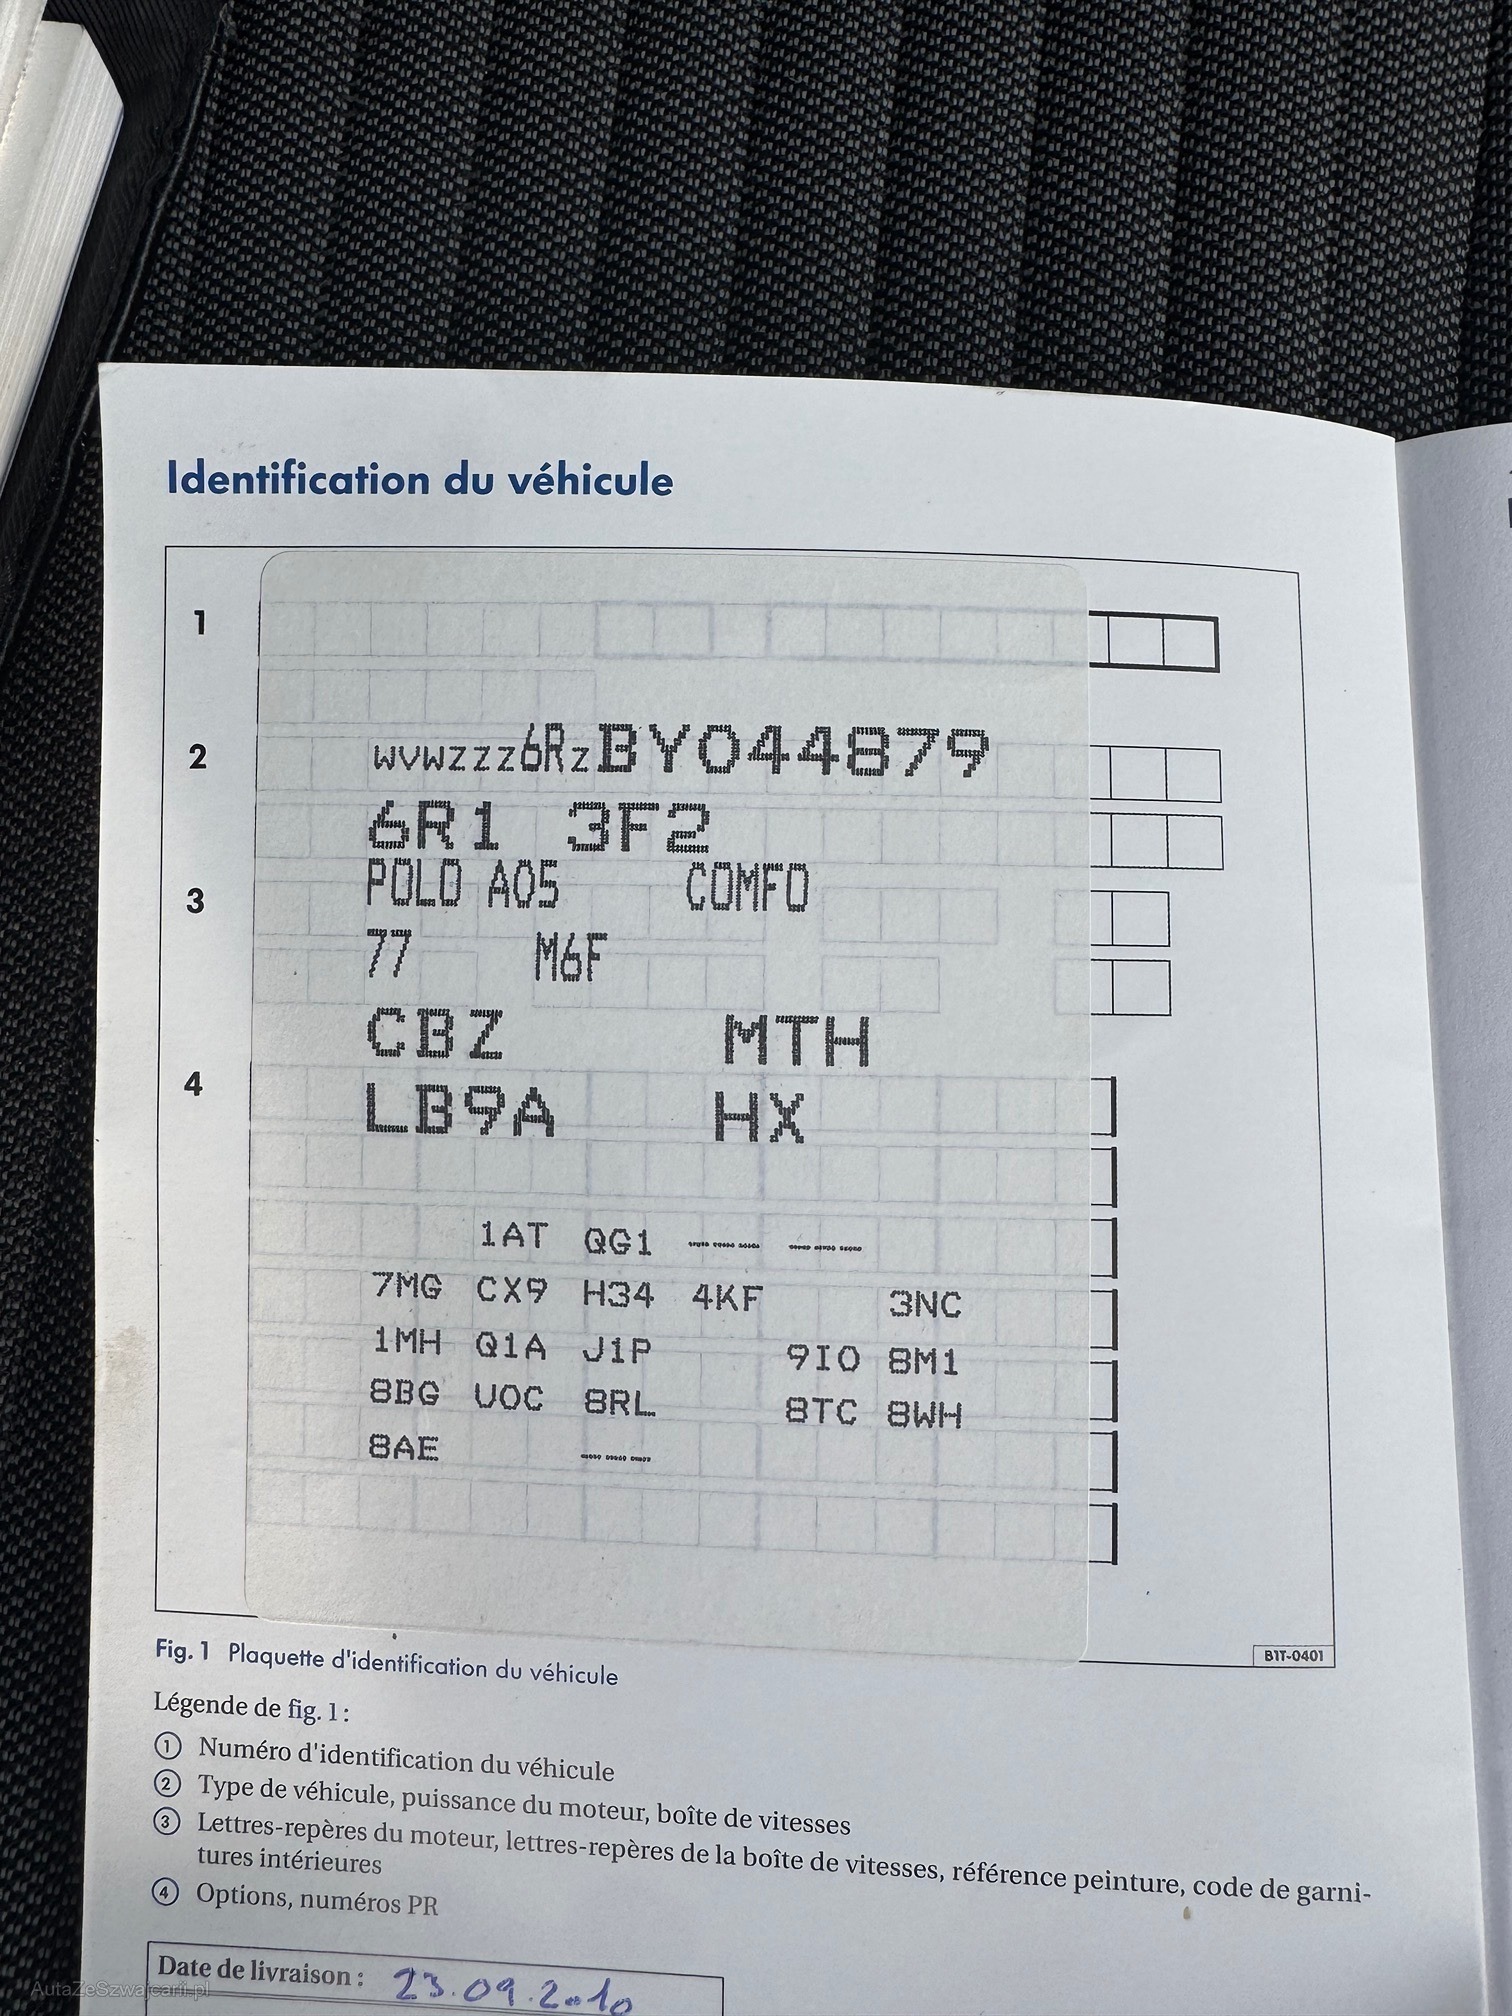 Identification du véhicule
1
2
WVWZZZ6RZBY044879
6R1 3F2
3
POLO A05 COMFO
77 M6F
CBZ MTH
4
LB9A HX
1AT QG1 --- ---
7MG CX9 H34 4KF 3NC
1MH Q1A J1P 9I0 8M1
8BG U0C 8RL 8TC 8WH
8AE ---
B1T-0401
Fig. 1 Plaquette d'identification du véhicule
Légende de fig. 1 :
① Numéro d'identification du véhicule
② Type de véhicule, puissance du moteur, boîte de vitesses
③ Lettres-repères du moteur, lettres-repères de la boîte de vitesses, référence peinture, code de garni-
tures intérieures
④ Options, numéros PR
Date de livraison : 23.09.2010
AutaZeSzwajcarii.pl